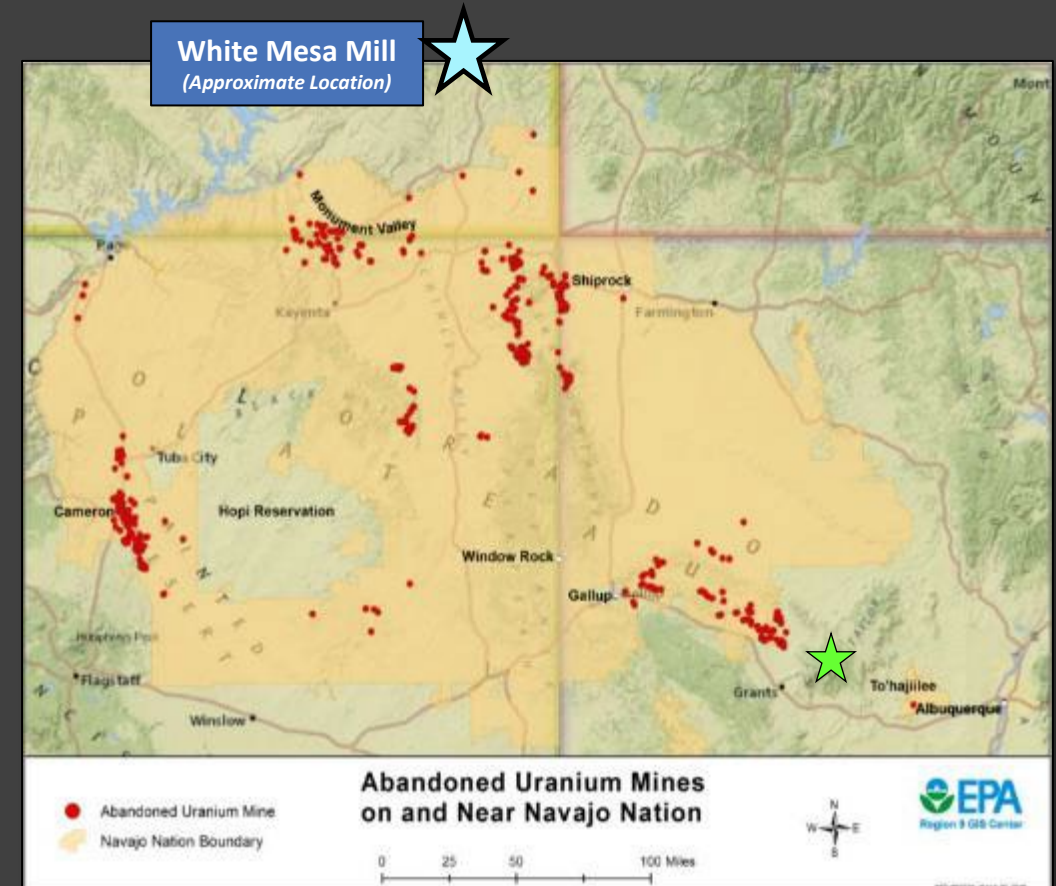 White Mesa Mill
(Approximate Location)
Mont
Monument Valley
Shiprock
Kayenta
Farmington
Tuba City
Cameron
Hopi Reservation
Window Rock
Gallup
Flagstaff
Grants
To'hajiilee
Albuquerque
Winslow
Abandoned Uranium Mine
Navajo Nation Boundary
Abandoned Uranium Mines
on and Near Navajo Nation
0 25 50 100 Miles
N
W E
S
EPA
Region 9 GIS Center